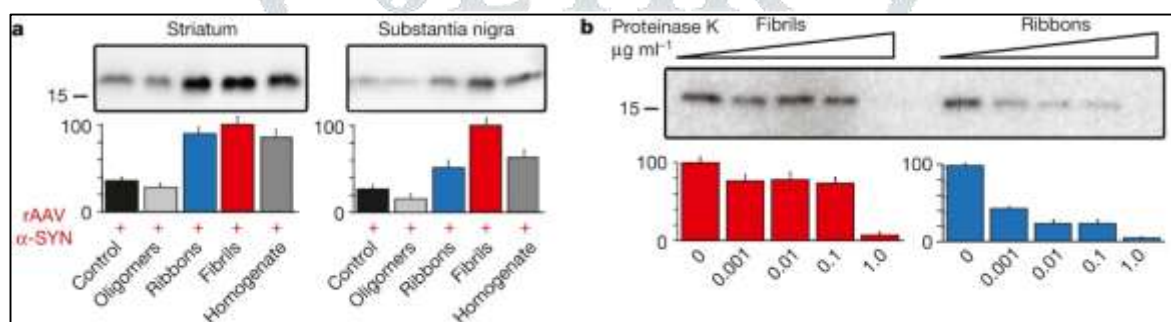 a
Striatum
Substantia nigra
15
100
0
100
0
rAAV
α-SYN
+ + + + +
+ + + + +
Control
Oligomers
Ribbons
Fibrils
Homogenate
Control
Oligomers
Ribbons
Fibrils
Homogenate
b
Proteinase K
µg ml⁻¹
Fibrils
Ribbons
15
100
0
100
0
0 0.001 0.01 0.1 1.0
0 0.001 0.01 0.1 1.0